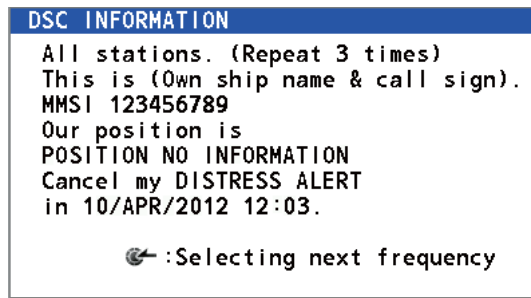 DSC INFORMATION
All stations. (Repeat 3 times)
This is (Own ship name & call sign).
MMSI 123456789
Our position is
POSITION NO INFORMATION
Cancel my DISTRESS ALERT
in 10/APR/2012 12:03.
:Selecting next frequency